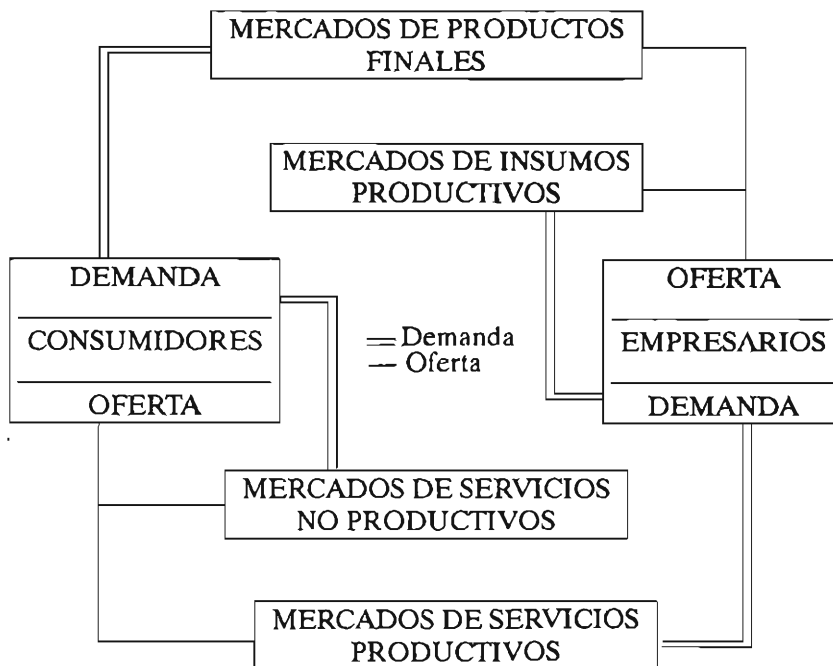 MERCADOS DE PRODUCTOS
FINALES
MERCADOS DE INSUMOS
PRODUCTIVOS
DEMANDA
CONSUMIDORES
OFERTA
Demanda
Oferta
OFERTA
EMPRESARIOS
DEMANDA
MERCADOS DE SERVICIOS
NO PRODUCTIVOS
MERCADOS DE SERVICIOS
PRODUCTIVOS